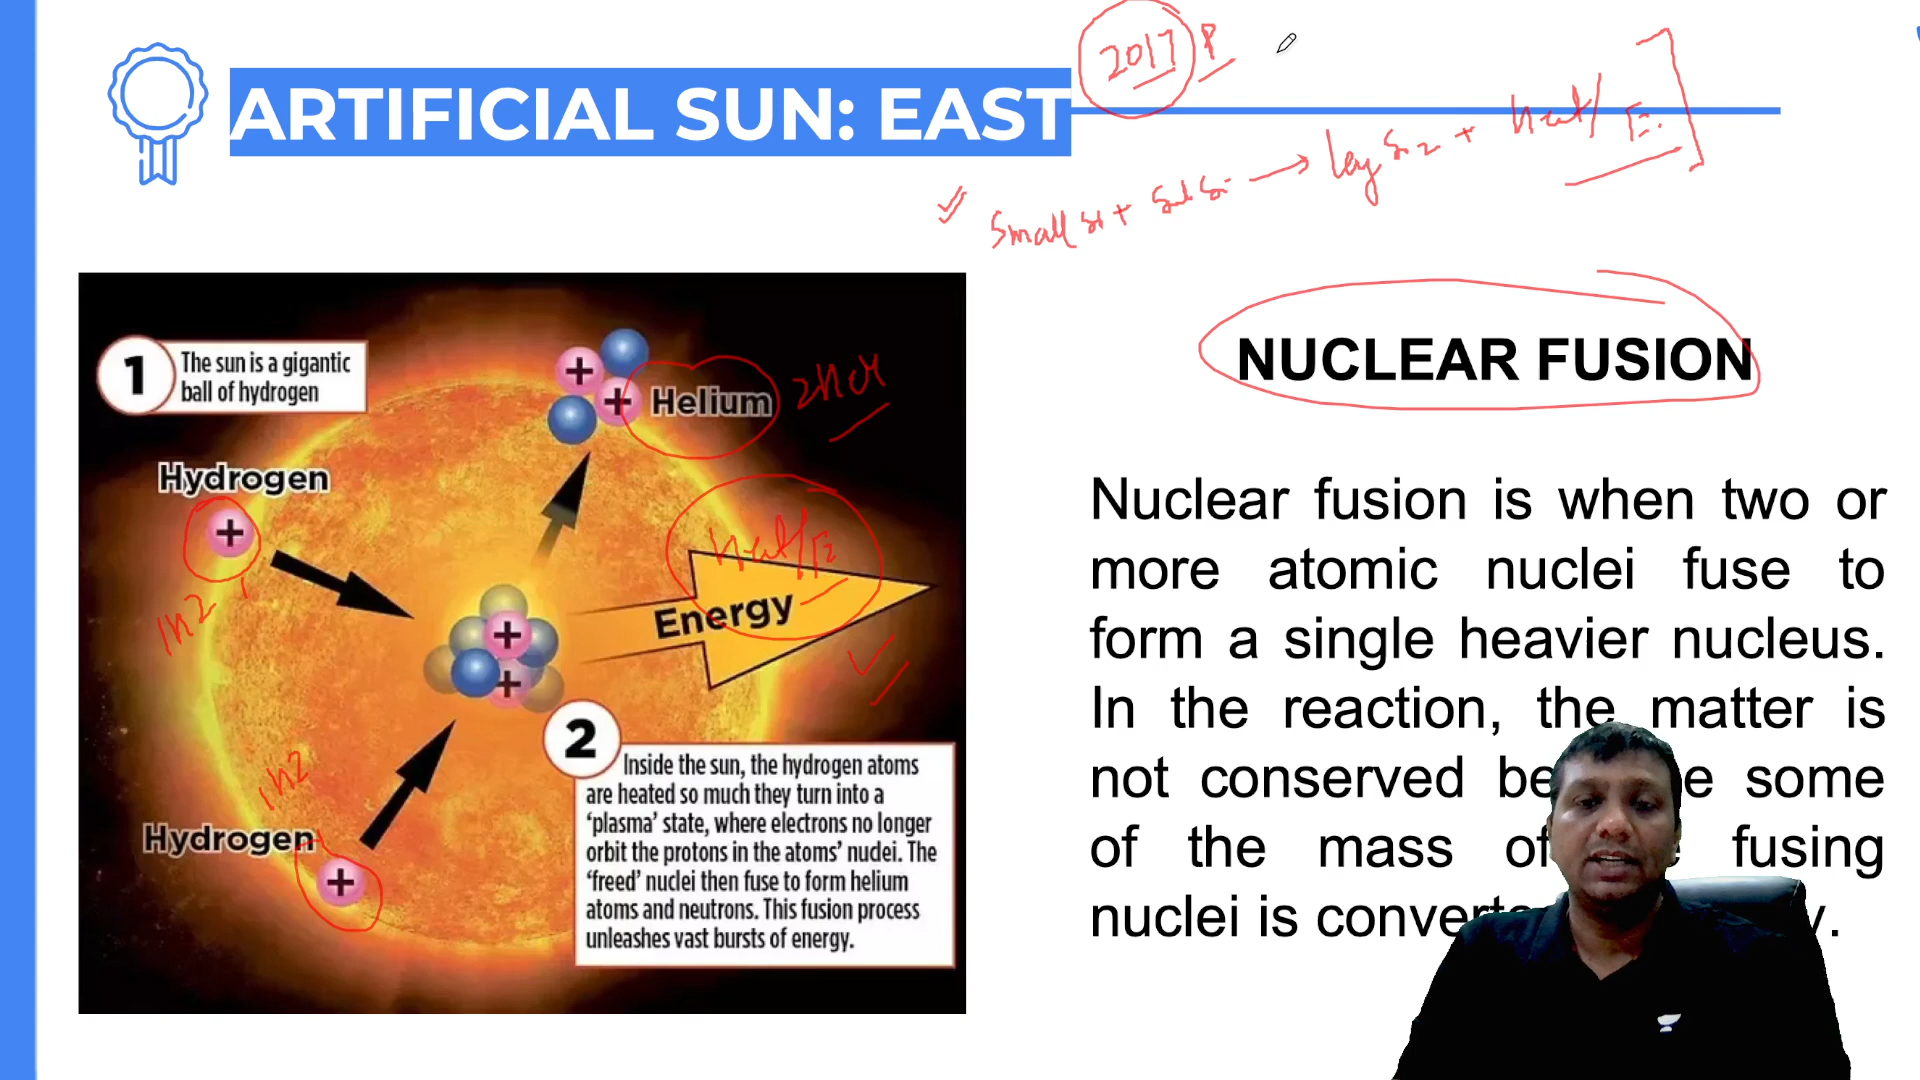 ARTIFICIAL SUN: EAST
2017 P
Small + →
+ Heat/E.
1
The sun is a gigantic
ball of hydrogen
Hydrogen
+
+
+
Helium
Heat/E
Energy
+
+
Hydrogen
+
2
Inside the sun, the hydrogen atoms
are heated so much they turn into a
‘plasma’ state, where electrons no longer
orbit the protons in the atoms’ nuclei. The
‘freed’ nuclei then fuse to form helium
atoms and neutrons. This fusion process
unleashes vast bursts of energy.
NUCLEAR FUSION
Nuclear fusion is when two or
more atomic nuclei fuse to
form a single heavier nucleus.
In the reaction, the matter is
not conserved some
of the mass fusing
nuclei is